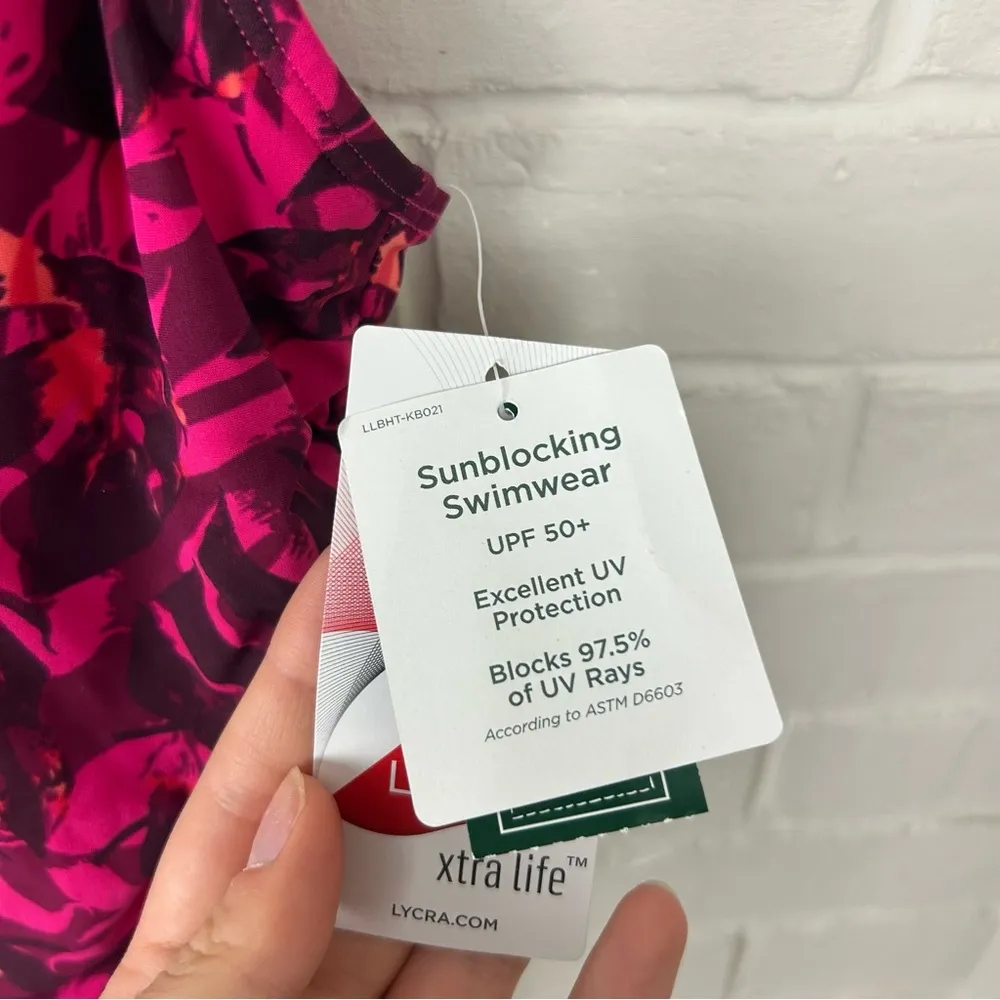 LLBHT-KB021
Sunblocking
Swimwear
UPF 50+
Excellent UV
Protection
Blocks 97.5%
of UV Rays
According to ASTM D6603
xtra life™
LYCRA.COM